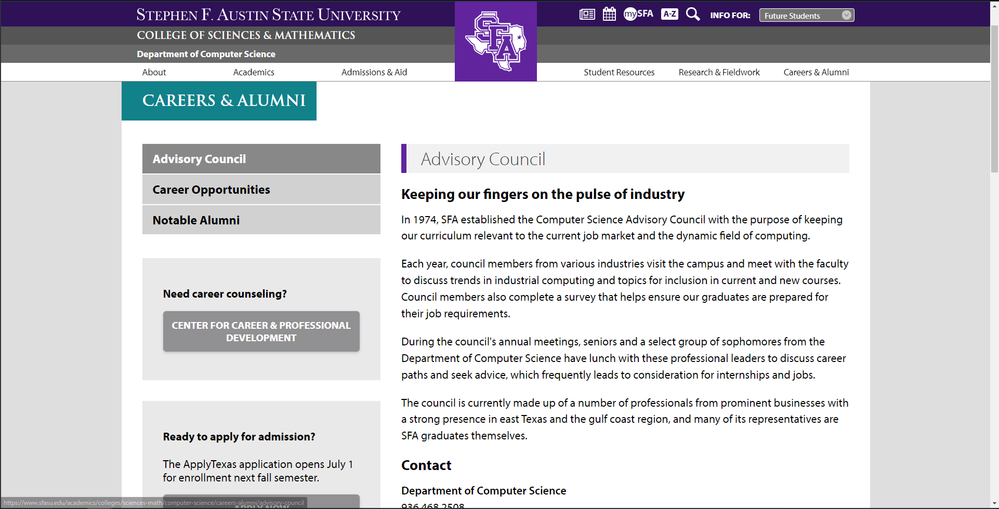 STEPHEN F. AUSTIN STATE UNIVERSITY
mySFA
A-Z
INFO FOR:
Future Students
COLLEGE OF SCIENCES & MATHEMATICS
Department of Computer Science
SFA
About
Academics
Admissions & Aid
Student Resources
Research & Fieldwork
Careers & Alumni
CAREERS & ALUMNI
Advisory Council
Career Opportunities
Notable Alumni
Need career counseling?
CENTER FOR CAREER & PROFESSIONAL
DEVELOPMENT
Ready to apply for admission?
The ApplyTexas application opens July 1
for enrollment next fall semester.
APPLY NOW
Advisory Council
Keeping our fingers on the pulse of industry
In 1974, SFA established the Computer Science Advisory Council with the purpose of keeping
our curriculum relevant to the current job market and the dynamic field of computing.
Each year, council members from various industries visit the campus and meet with the faculty
to discuss trends in industrial computing and topics for inclusion in current and new courses.
Council members also complete a survey that helps ensure our graduates are prepared for
their job requirements.
During the council's annual meetings, seniors and a select group of sophomores from the
Department of Computer Science have lunch with these professional leaders to discuss career
paths and seek advice, which frequently leads to consideration for internships and jobs.
The council is currently made up of a number of professionals from prominent businesses with
a strong presence in east Texas and the gulf coast region, and many of its representatives are
SFA graduates themselves.
Contact
Department of Computer Science
936.468.2508
https://www.sfasu.edu/academics/colleges/sciences-math/computer-science/careers-alumni/advisory-council